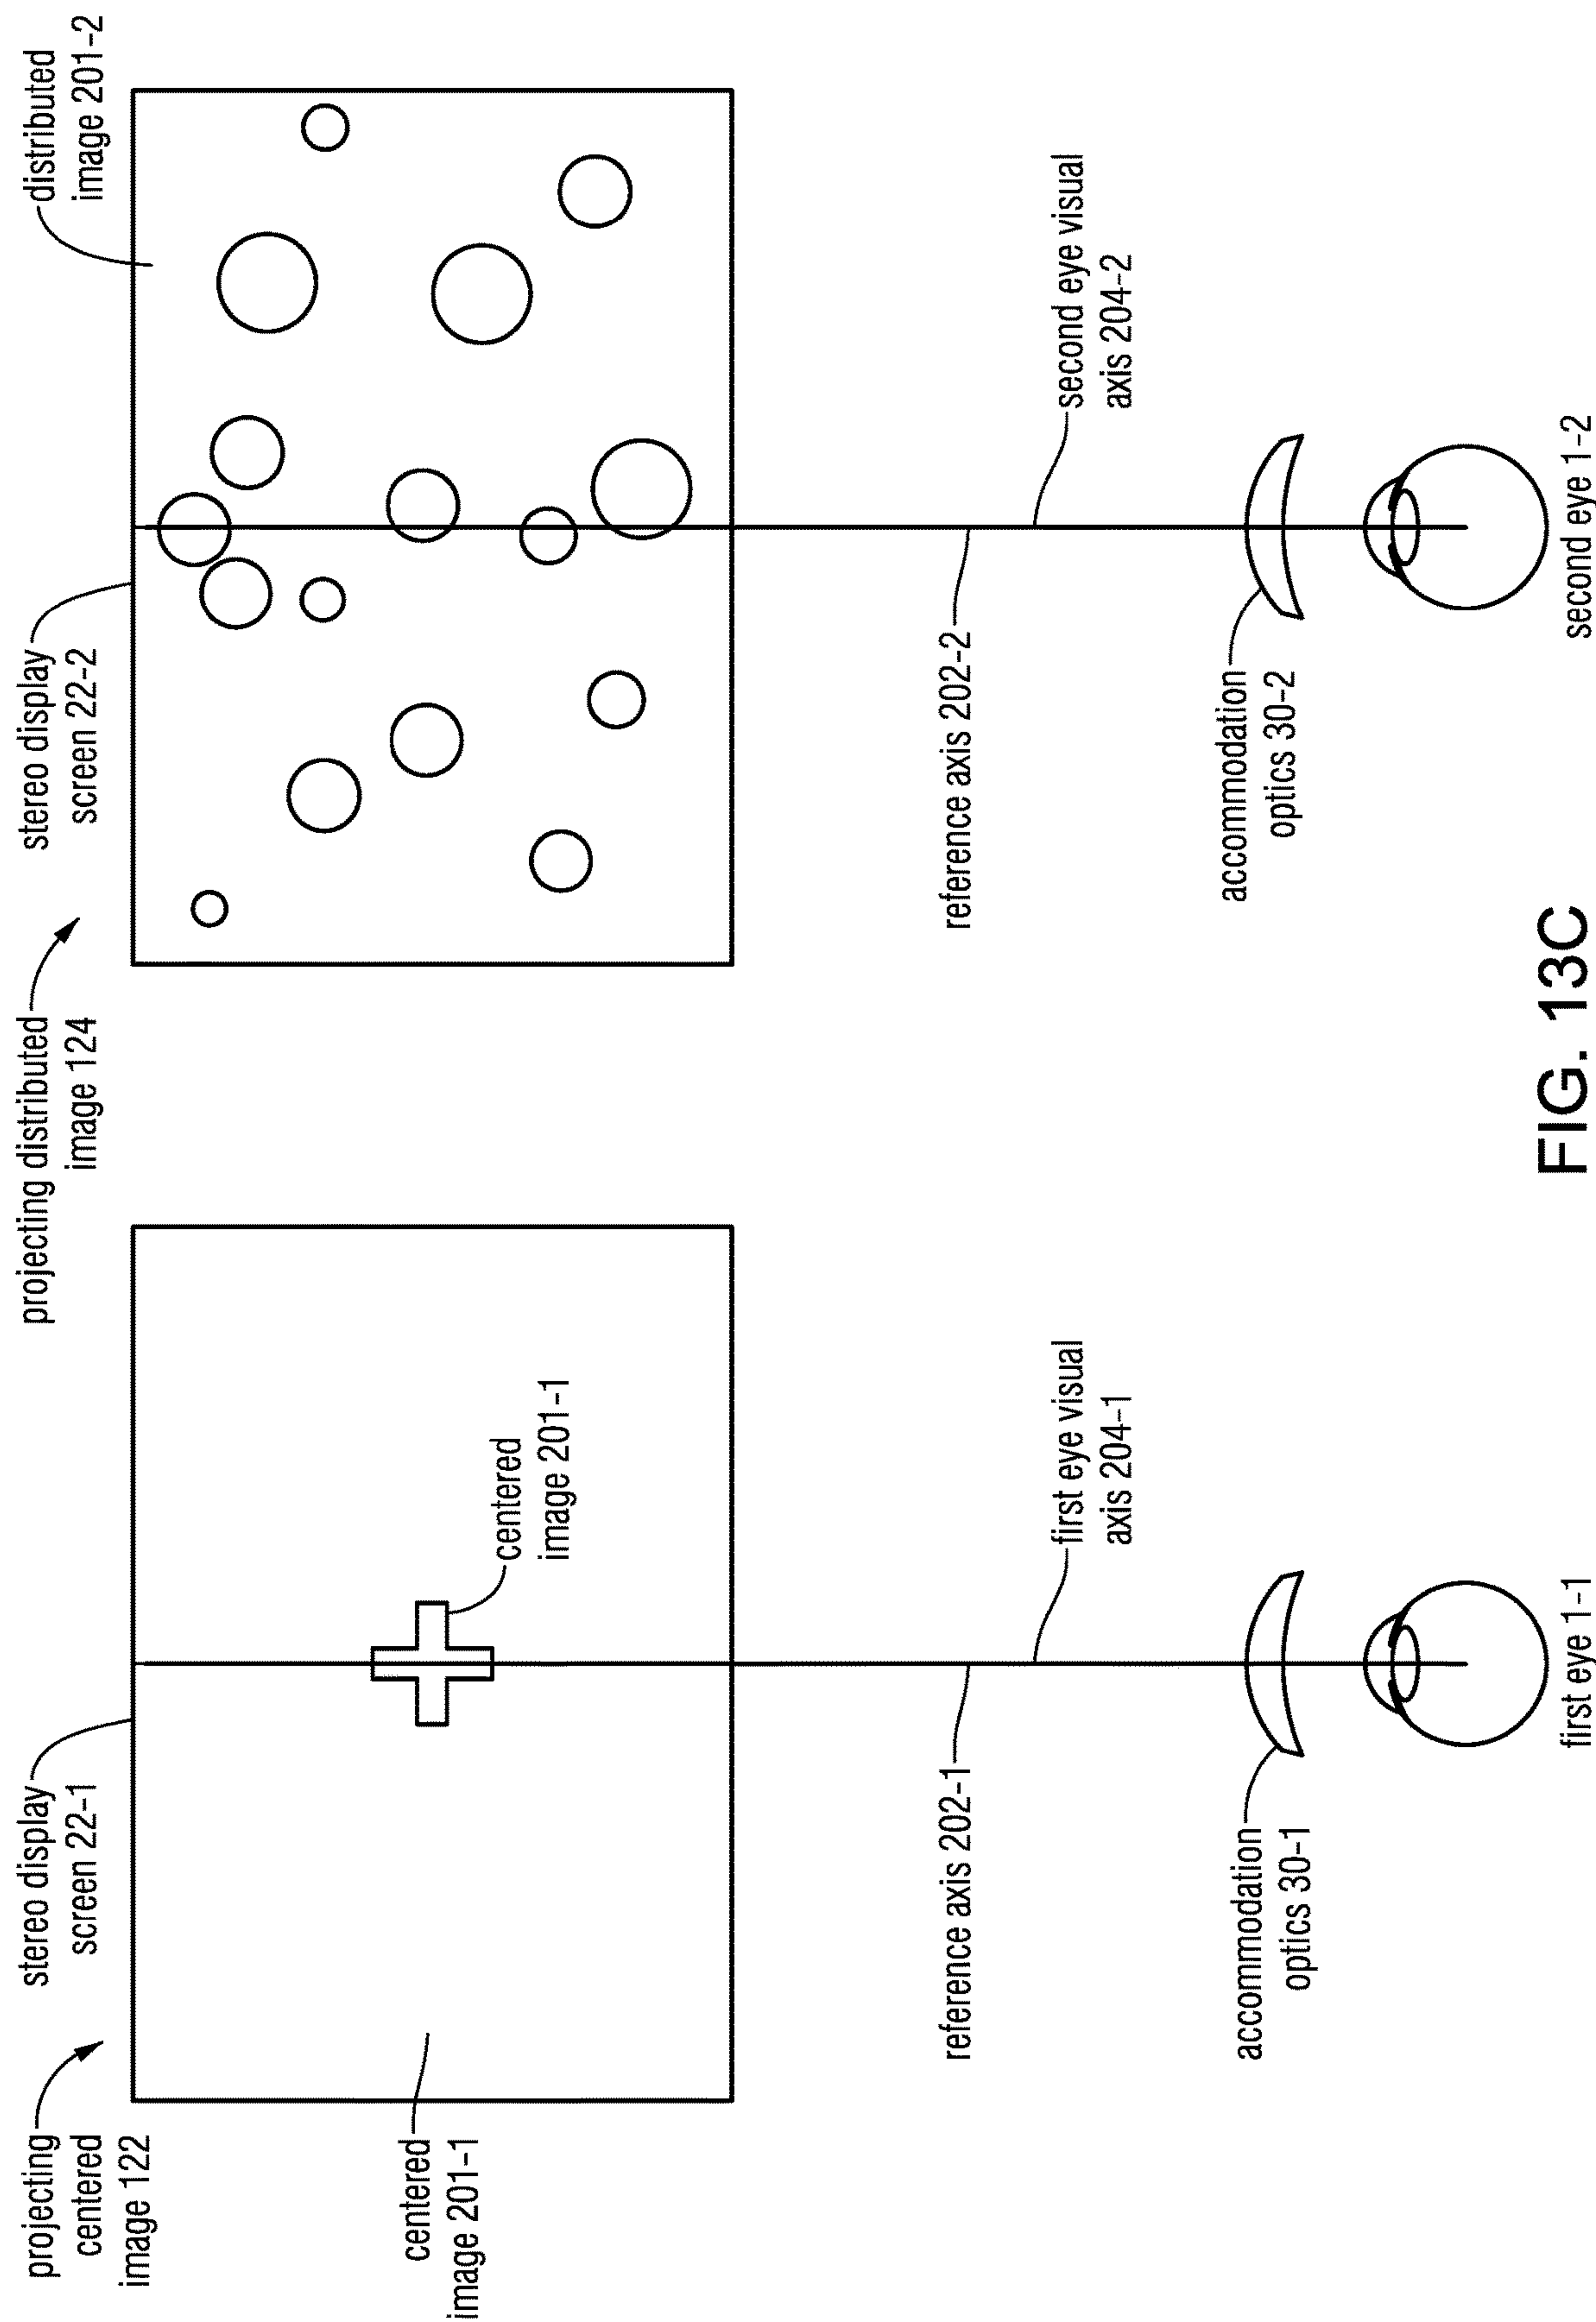 projecting
centered
image 122
stereo display
screen 22-1
projecting distributed
image 124
stereo display
screen 22-2
distributed
image 201-2
centered
image 201-1
centered
image 201-1
reference axis 202-1
first eye visual
axis 204-1
reference axis 202-2
second eye visual
axis 204-2
accommodation
optics 30-1
accommodation
optics 30-2
first eye 1-1
second eye 1-2
FIG. 13C